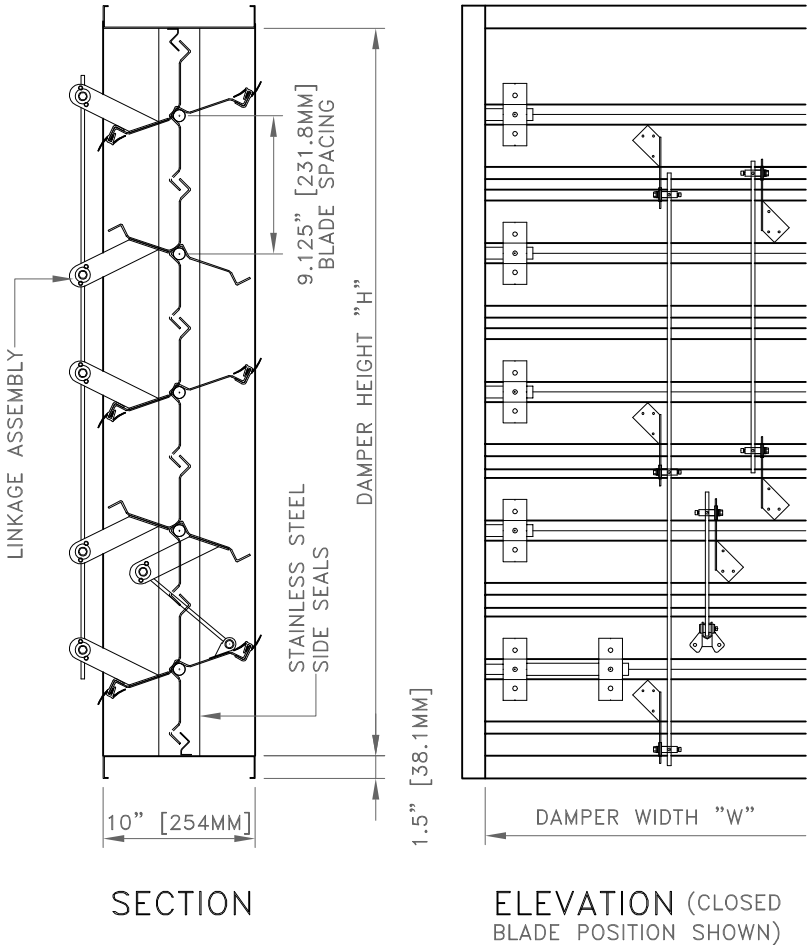 9.125" [231.8MM]
BLADE SPACING
DAMPER HEIGHT "H"
LINKAGE ASSEMBLY
STAINLESS STEEL
SIDE SEALS
1.5" [38.1MM]
10" [254MM]
DAMPER WIDTH "W"
SECTION
ELEVATION (CLOSED
BLADE POSITION SHOWN)